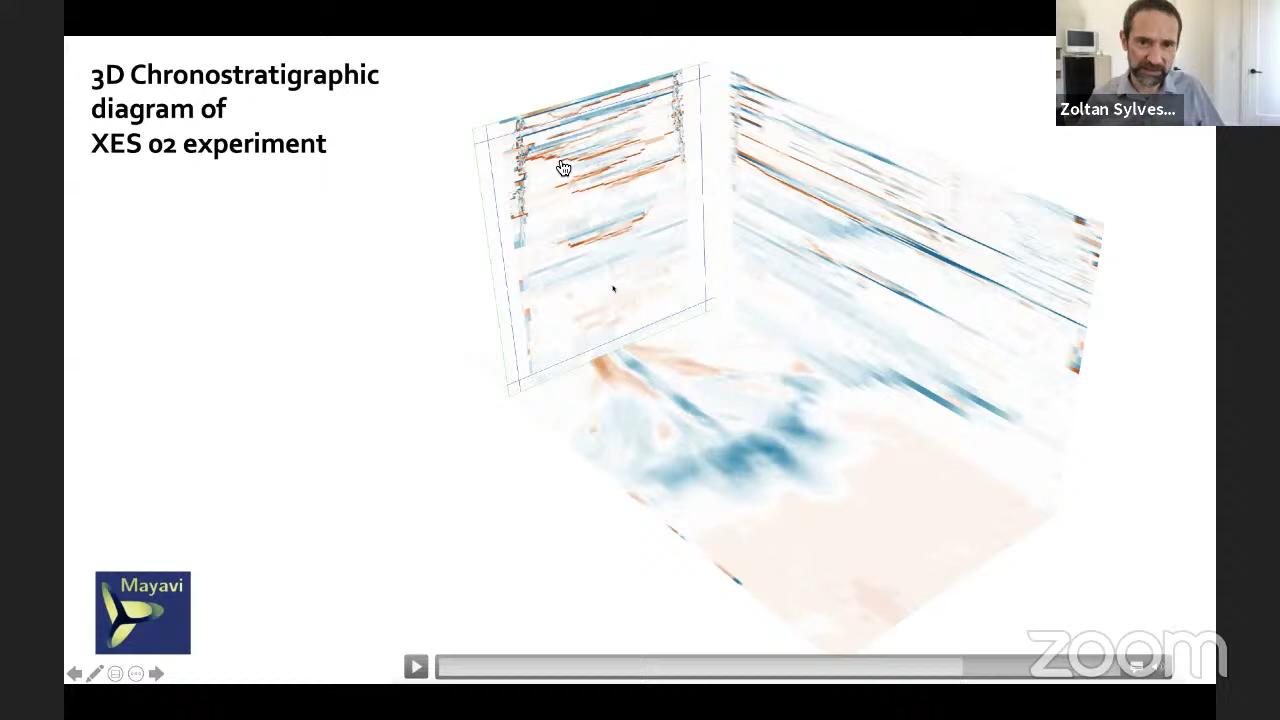 3D Chronostratigraphic
diagram of
XES 02 experiment
Zoltan Sylves...
Mayavi
zoom